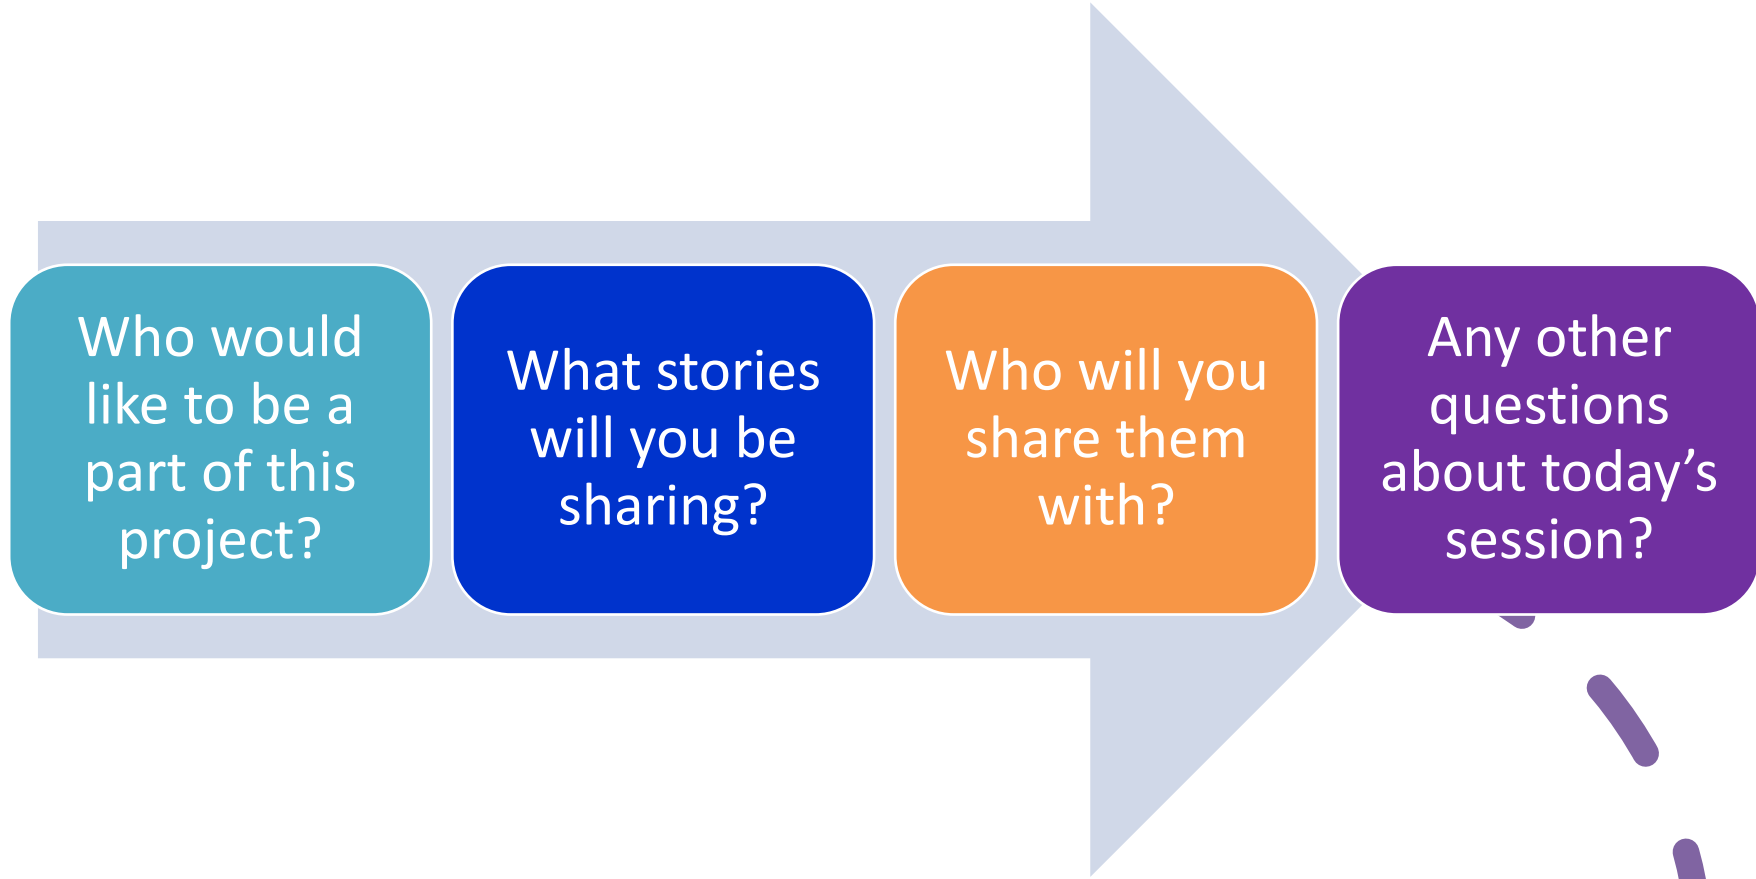 Who would
like to be a
part of this
project?
What stories
will you be
sharing?
Who will you
share them
with?
Any other
questions
about today’s
session?